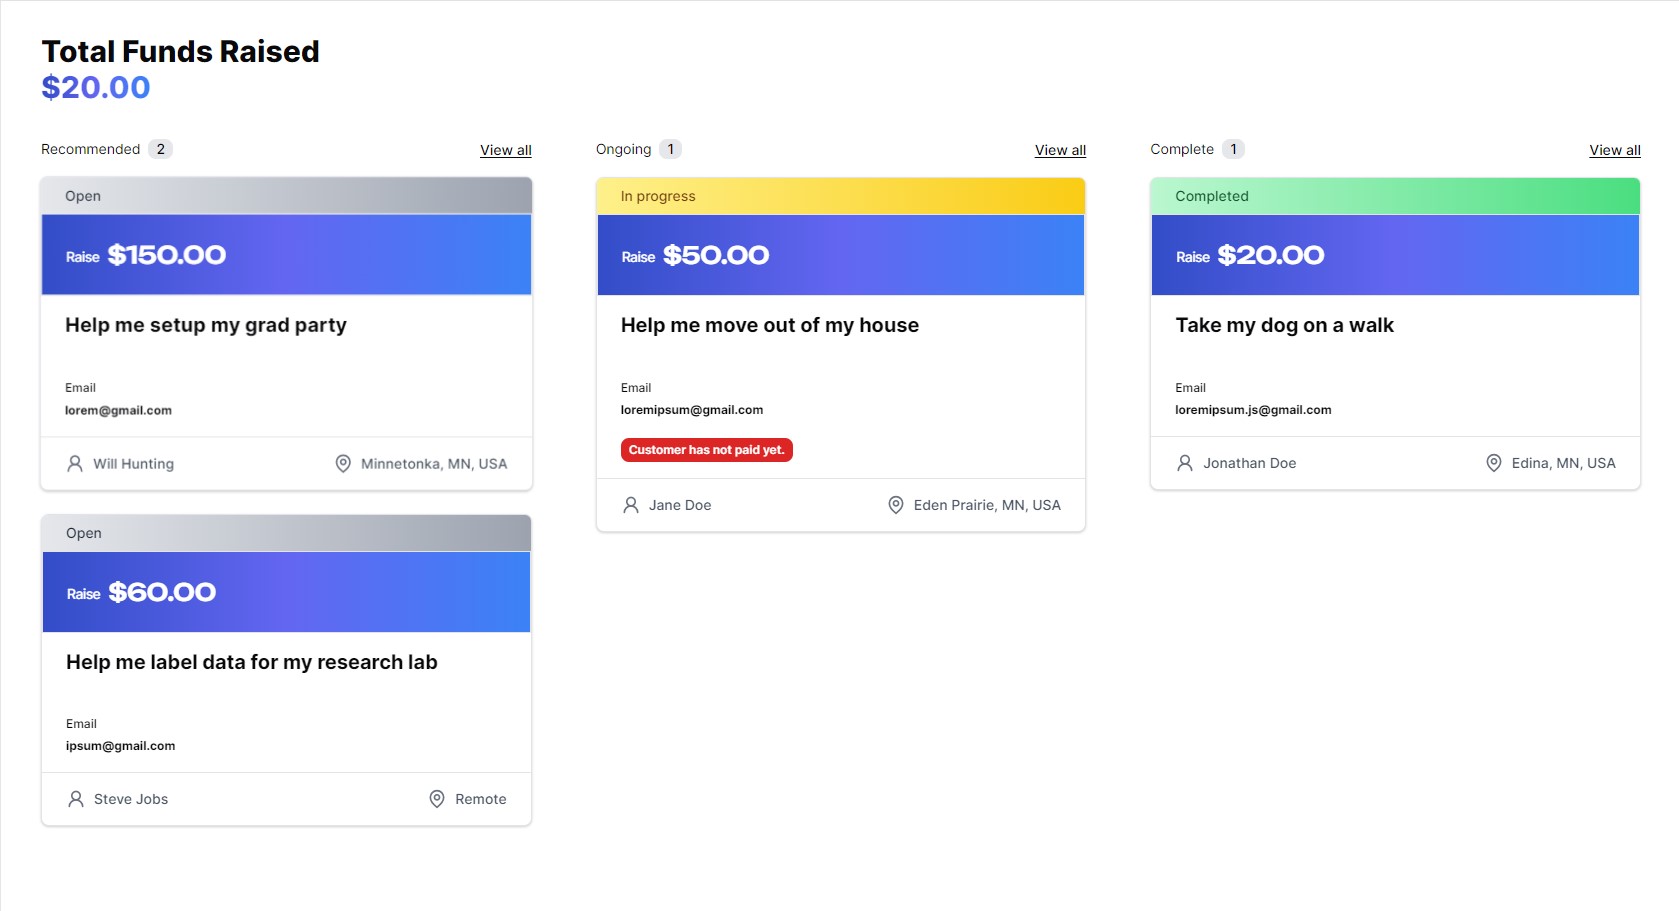 Total Funds Raised
$20.00
Recommended 2 View all
Open
Raise $150.00
Help me setup my grad party
Email
lorem@gmail.com
Will Hunting Minnetonka, MN, USA
Open
Raise $60.00
Help me label data for my research lab
Email
ipsum@gmail.com
Steve Jobs Remote
Ongoing 1 View all
In progress
Raise $50.00
Help me move out of my house
Email
loremipsum@gmail.com
Customer has not paid yet.
Jane Doe Eden Prairie, MN, USA
Complete 1 View all
Completed
Raise $20.00
Take my dog on a walk
Email
loremipsum.js@gmail.com
Jonathan Doe Edina, MN, USA